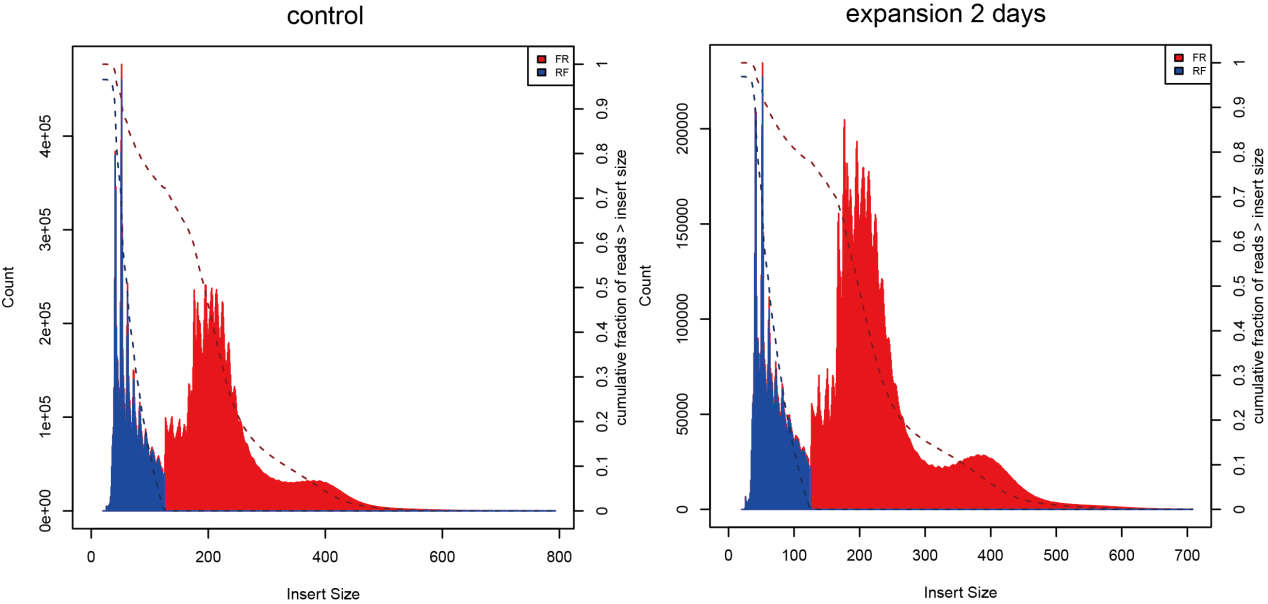 control
FR
RF
Count
0e+00
1e+05
2e+05
3e+05
4e+05
0
0.1
0.2
0.3
0.4
0.5
0.6
0.7
0.8
0.9
1
cumulative fraction of reads > insert size
0 200 400 600 800
Insert Size
expansion 2 days
FR
RF
Count
0
50000
100000
150000
200000
0
0.1
0.2
0.3
0.4
0.5
0.6
0.7
0.8
0.9
1
cumulative fraction of reads > insert size
0 100 200 300 400 500 600 700
Insert Size